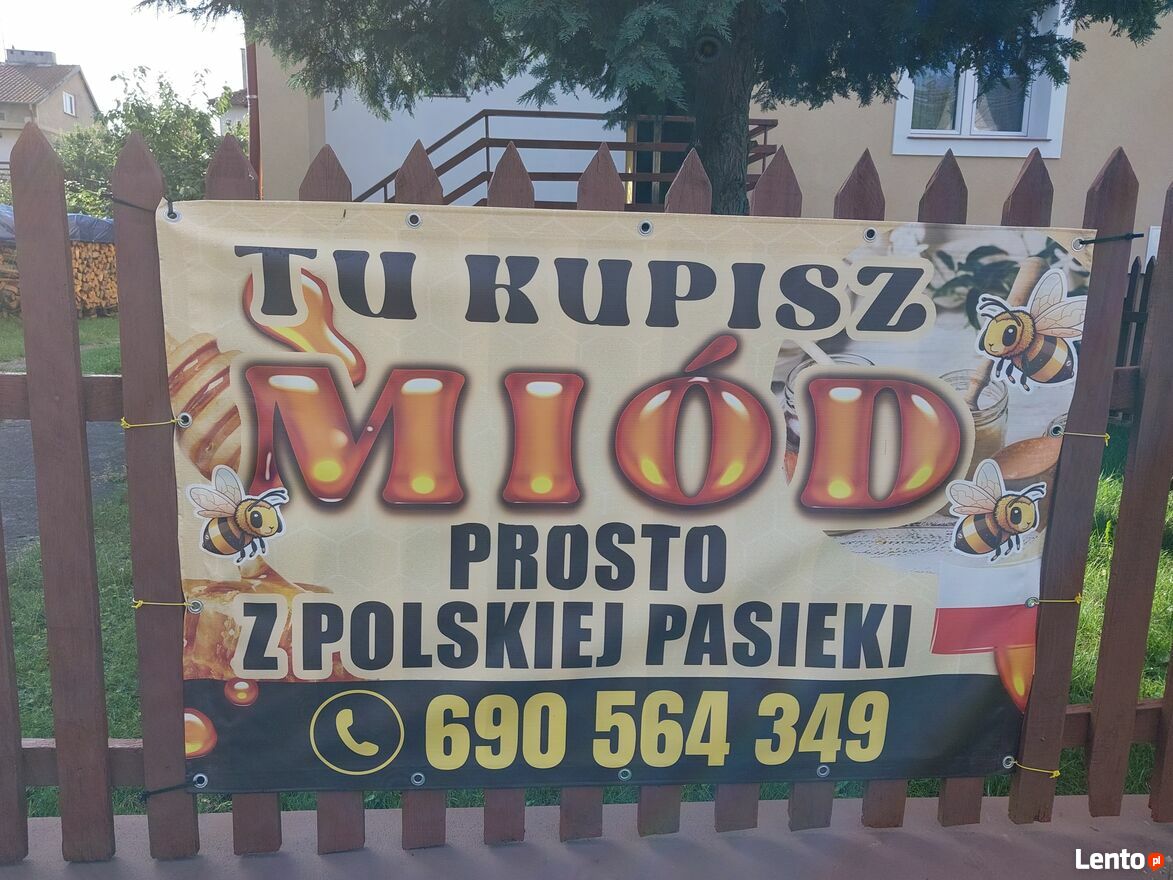 TU KUPISZ
MIÓD
PROSTO
Z POLSKIEJ PASIEKI
690 564 349
Lento pl